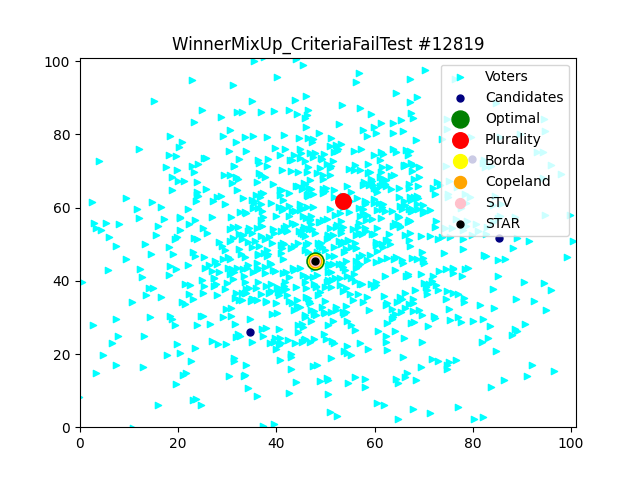 WinnerMixUp_CriteriaFailTest #12819
100
80
60
40
20
0
0
20
40
60
80
100
Voters
Candidates
Optimal
Plurality
Borda
Copeland
STV
STAR